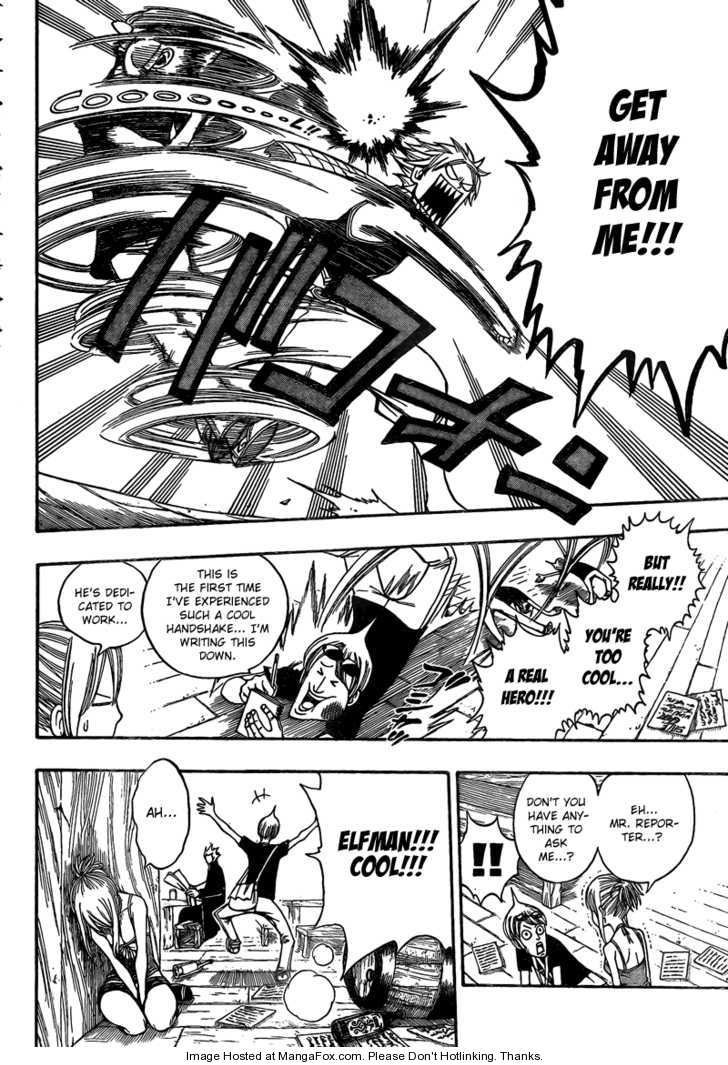 GET
AWAY
FROM
ME!!!
COOOOOOOOOL!!
BUT
REALLY!!
YOU'RE
TOO
COOL...
A REAL
HERO!!!
THIS IS
THE FIRST TIME
I'VE EXPERIENCED
SUCH A COOL
HANDSHAKE... I'M
WRITING THIS
DOWN.
HE'S DEDI-
CATED TO
WORK...
EH...
MR. REPOR-
TER...?
DON'T YOU
HAVE ANY-
THING TO
ASK
ME...?
!!
ELFMAN!!!
COOL!!!
AH...
Image Hosted at MangaFox.com. Please Don't Hotlinking. Thanks.